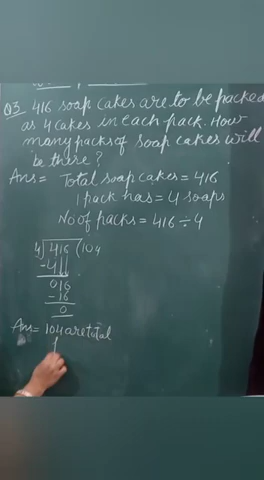 Q3. 416 soap cakes are to be packed
as 4 cakes in each pack. How
many packs of soap cakes will
be there?
Ans= Total soap cakes = 416
1 pack has = 4 soaps
No of packs = 416 ÷ 4
4) 416 (104
-4
016
-16
0
Ans= 104 are total